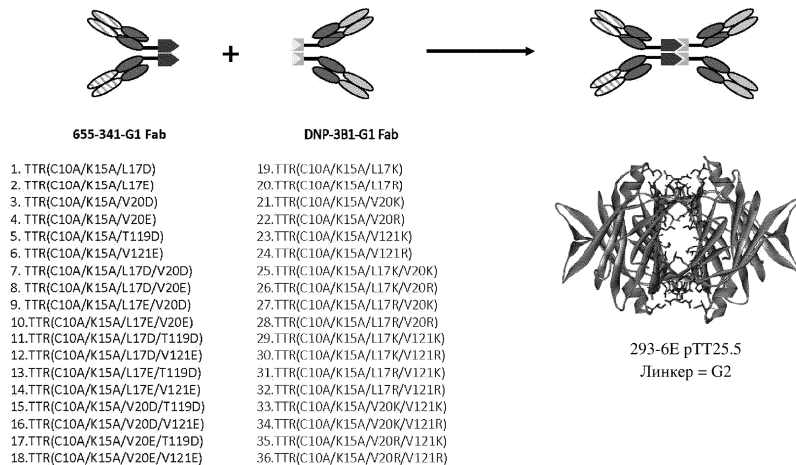 +
655-341-G1 Fab
1. TTR(C10A/K15A/L17D)
2. TTR(C10A/K15A/L17E)
3. TTR(C10A/K15A/V20D)
4. TTR(C10A/K15A/V20E)
5. TTR(C10A/K15A/T119D)
6. TTR(C10A/K15A/V121E)
7. TTR(C10A/K15A/L17D/V20D)
8. TTR(C10A/K15A/L17D/V20E)
9. TTR(C10A/K15A/L17E/V20D)
10.TTR(C10A/K15A/L17E/V20E)
11.TTR(C10A/K15A/L17D/T119D)
12.TTR(C10A/K15A/L17D/V121E)
13.TTR(C10A/K15A/L17E/T119D)
14.TTR(C10A/K15A/L17E/V121E)
15.TTR(C10A/K15A/V20D/T119D)
16.TTR(C10A/K15A/V20D/V121E)
17.TTR(C10A/K15A/V20E/T119D)
18.TTR(C10A/K15A/V20E/V121E)
DNP-3B1-G1 Fab
19.TTR(C10A/K15A/L17K)
20.TTR(C10A/K15A/L17R)
21.TTR(C10A/K15A/V20K)
22.TTR(C10A/K15A/V20R)
23.TTR(C10A/K15A/V121K)
24.TTR(C10A/K15A/V121R)
25.TTR(C10A/K15A/L17K/V20K)
26.TTR(C10A/K15A/L17K/V20R)
27.TTR(C10A/K15A/L17R/V20K)
28.TTR(C10A/K15A/L17R/V20R)
29.TTR(C10A/K15A/L17K/V121K)
30.TTR(C10A/K15A/L17K/V121R)
31.TTR(C10A/K15A/L17R/V121K)
32.TTR(C10A/K15A/L17R/V121R)
33.TTR(C10A/K15A/V20K/V121K)
34.TTR(C10A/K15A/V20K/V121R)
35.TTR(C10A/K15A/V20R/V121K)
36.TTR(C10A/K15A/V20R/V121R)
293-6E pTT25.5
Линкер = G2